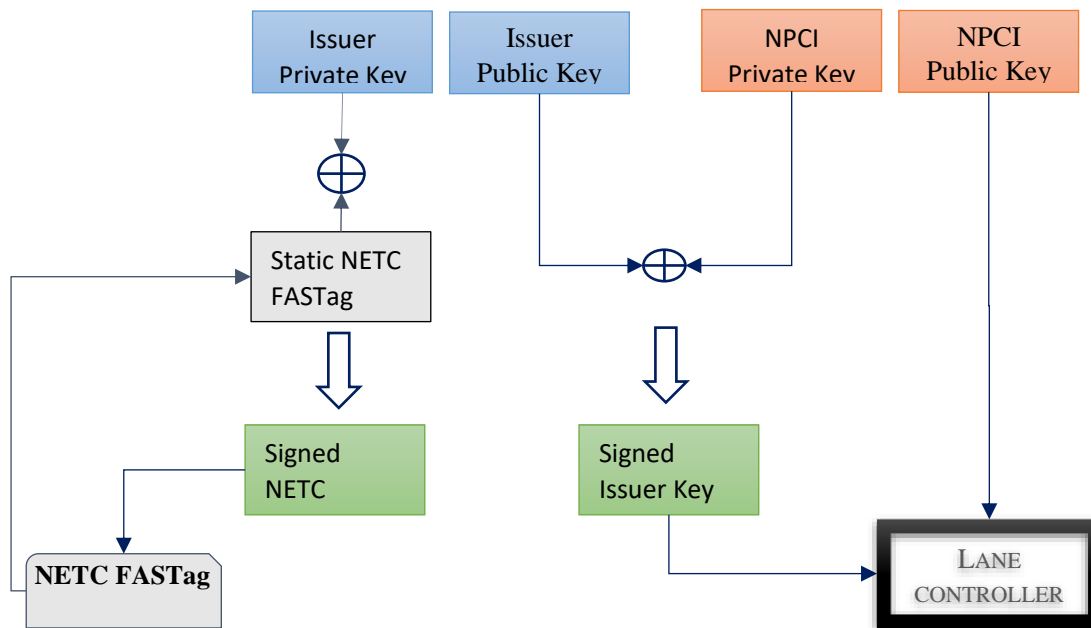 Issuer
Private Key
Issuer
Public Key
NPCI
Private Key
NPCI
Public Key
Static NETC
FASTag
Signed
NETC
Signed
Issuer Key
NETC FASTag
LANE
CONTROLLER